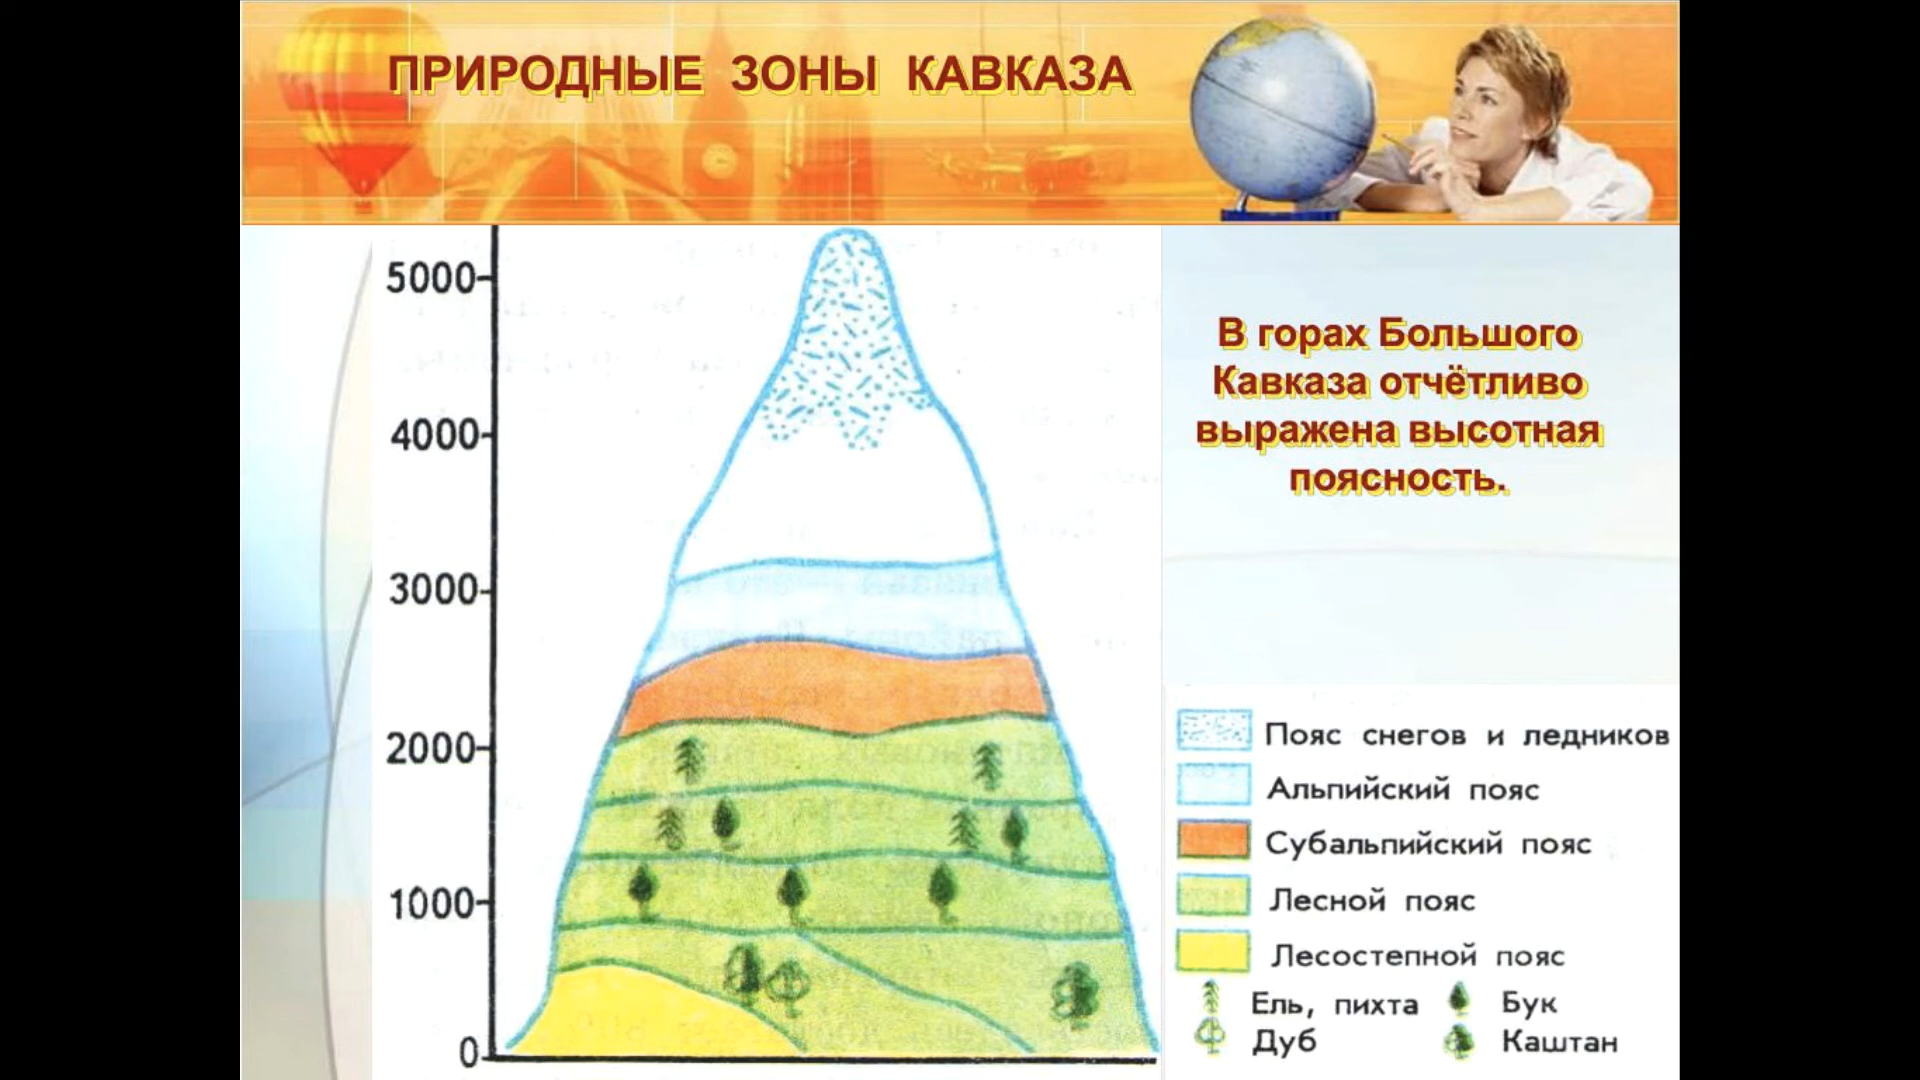 ПРИРОДНЫЕ ЗОНЫ КАВКАЗА
5000
4000
3000
2000
1000
0
В горах Большого
Кавказа отчётливо
выражена высотная
поясность.
Пояс снегов и ледников
Альпийский пояс
Субальпийский пояс
Лесной пояс
Лесостепной пояс
Ель, пихта Бук
Дуб Каштан